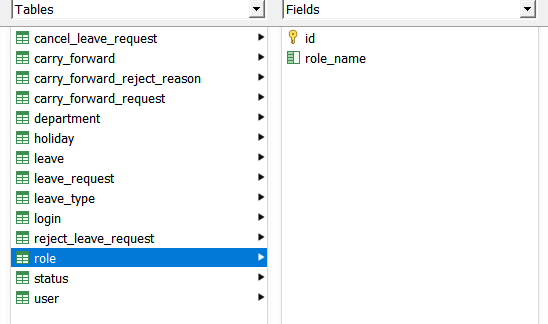 Tables
cancel_leave_request
carry_forward
carry_forward_reject_reason
carry_forward_request
department
holiday
leave
leave_request
leave_type
login
reject_leave_request
role
status
user
Fields
id
role_name